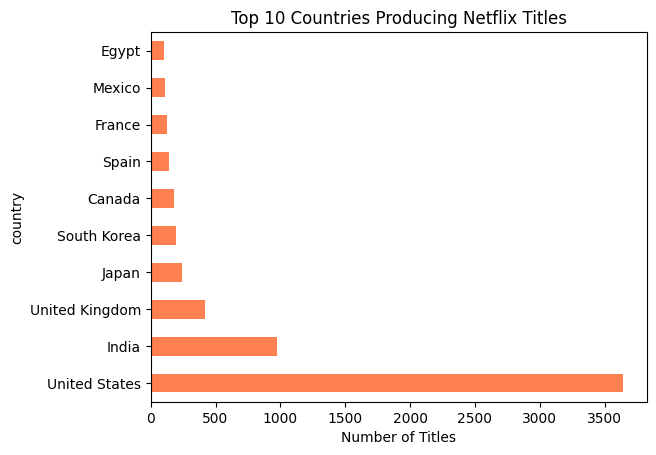 Top 10 Countries Producing Netflix Titles
Egypt
Mexico
France
Spain
Canada
South Korea
Japan
United Kingdom
India
United States
country
0 500 1000 1500 2000 2500 3000 3500
Number of Titles